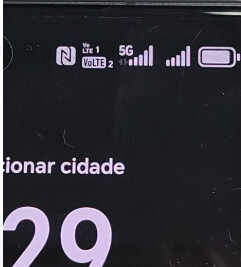 Vo LTE 1 5G
VoLTE 2
cionar cidade
29